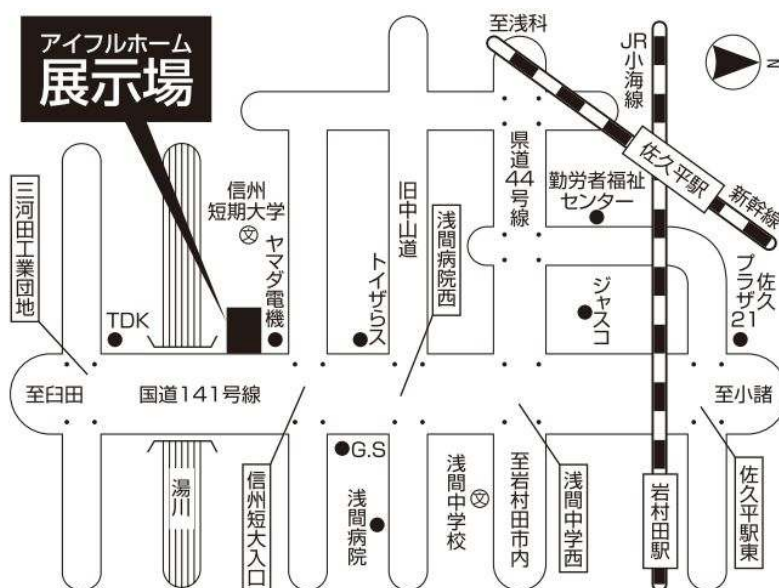 アイフルホーム
展示場
至浅科
JR小海線
N
佐久平駅
新幹線
県道44号線
勤労者福祉
センター
旧中山道
浅間病院西
信州
短期大学
文
ヤマダ電機
トイザらス
ジャスコ
佐久
プラザ21
三河田工業団地
TDK
至臼田
国道141号線
至小諸
湯川
信州短大入口
G.S
浅間病院
浅間中学校
文
至岩村田市内
浅間中学西
岩村田駅
佐久平駅東